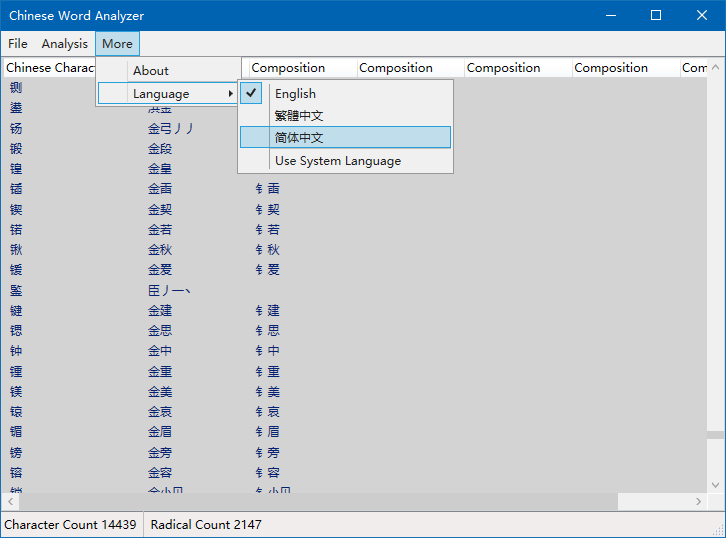 Chinese Word Analyzer
File Analysis More
Chinese Charact Composition Composition Composition Composition Com
About
Language
English
繁體中文
简体中文
Use System Language
铡
鍌 洪金
钖 金弓丿丿
锻 金段
锽 金皇
锸 金臿 钅臿
锲 金契 钅契
锘 金若 钅若
锹 金秋 钅秋
锾 金爱 钅爱
鋻 臣丿一丶
键 金建 钅建
锶 金思 钅思
钟 金中 钅中
锺 金重 钅重
镁 金美 钅美
锿 金哀 钅哀
镅 金眉 钅眉
镑 金旁 钅旁
镕 金容 钅容
锁 金小贝 钅小贝
Character Count 14439 Radical Count 2147